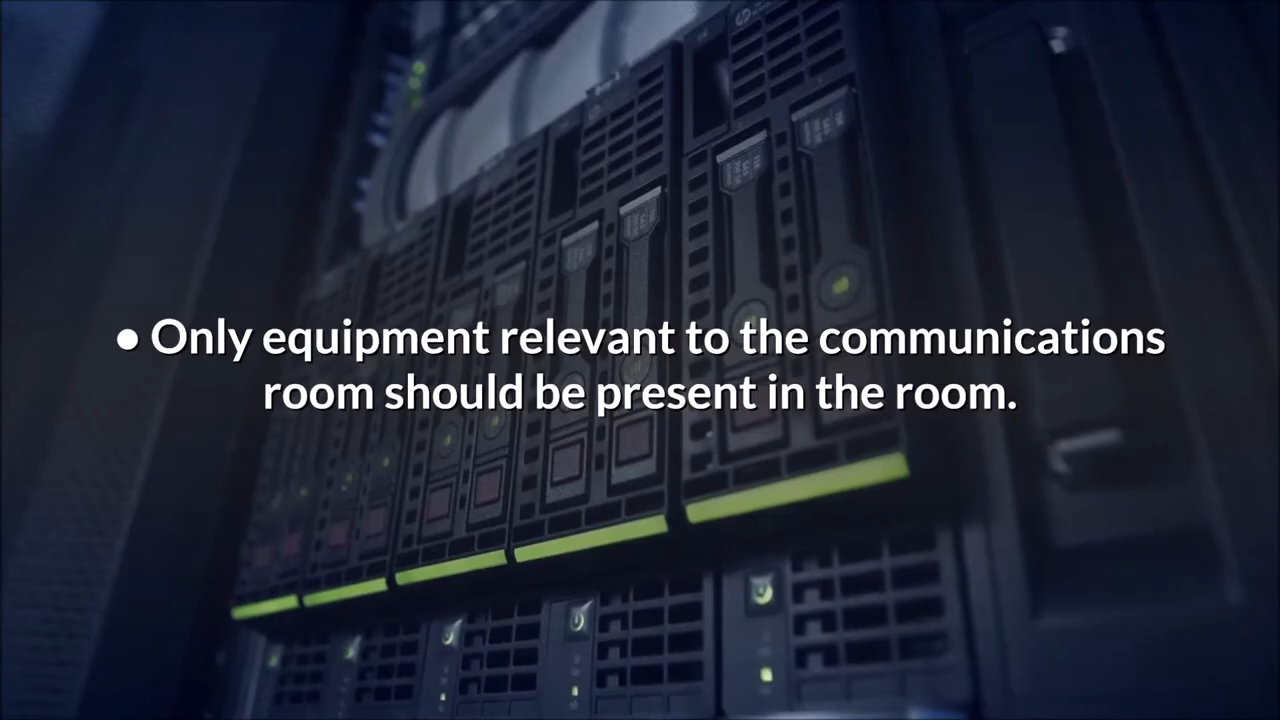 ● Only equipment relevant to the communications
room should be present in the room.